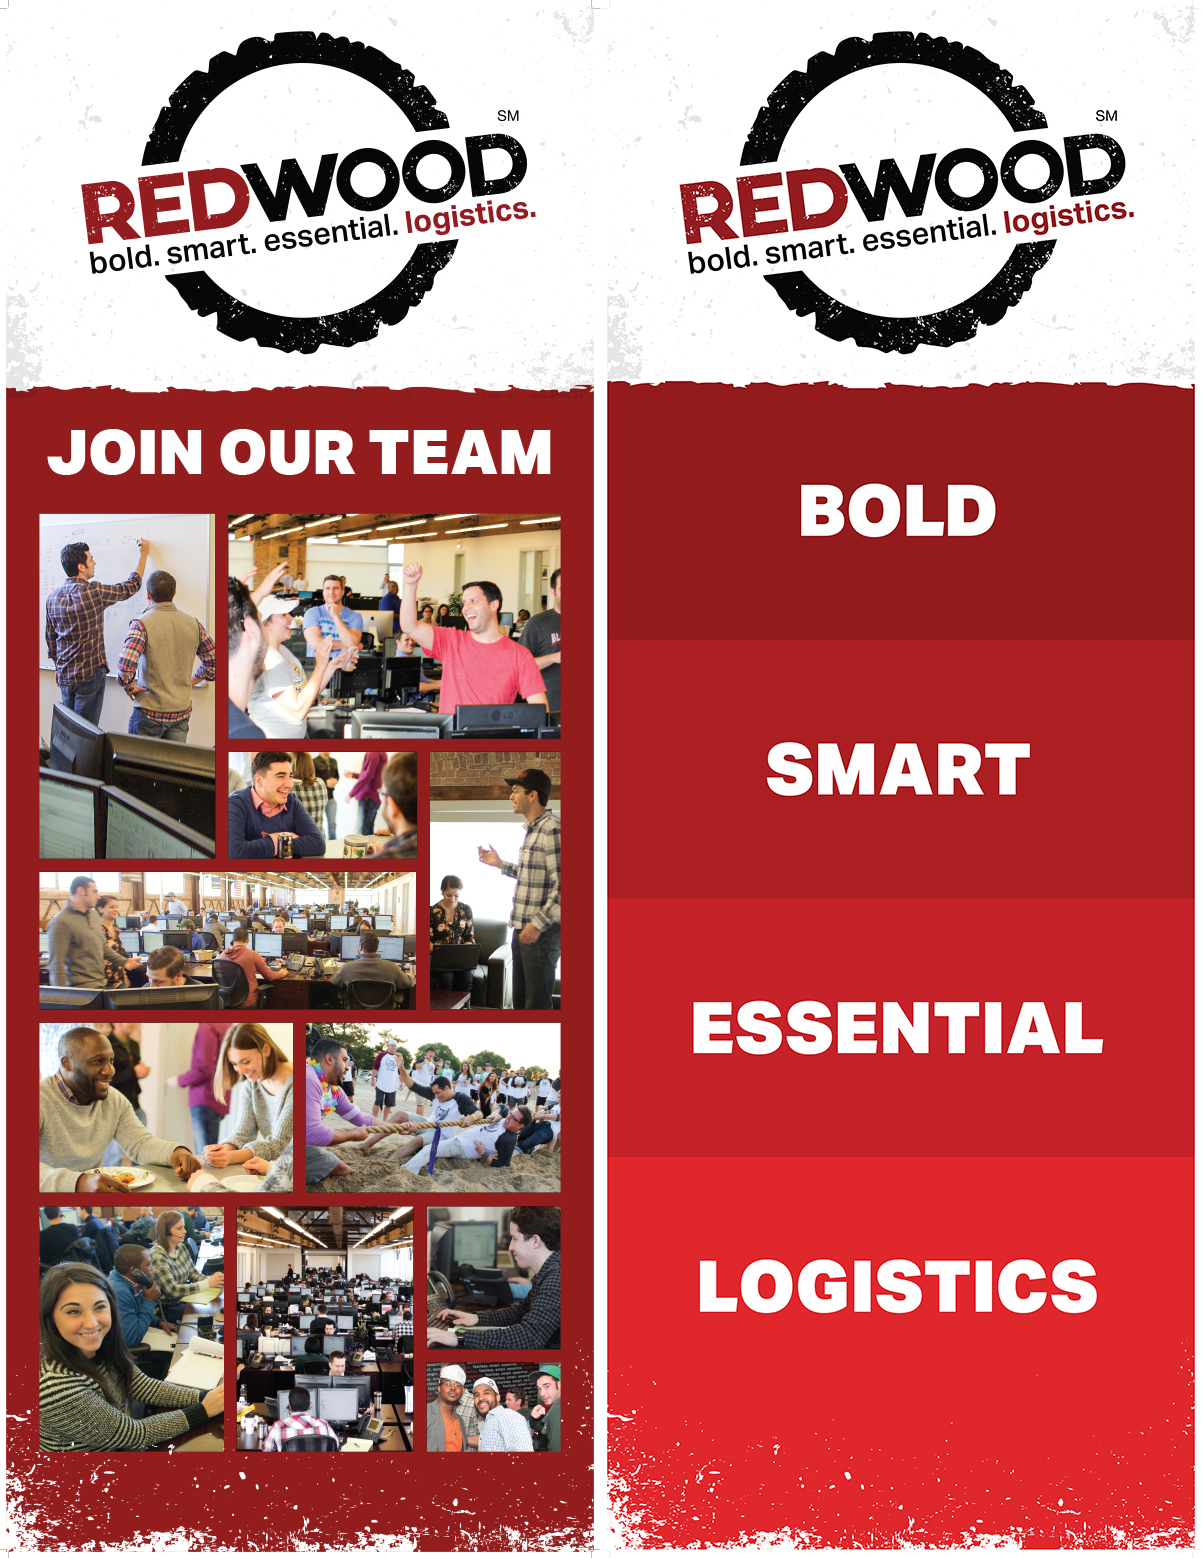 SM
REDWOOD
bold. smart. essential. logistics.
JOIN OUR TEAM
LG
SM
REDWOOD
bold. smart. essential. logistics.
BOLD
SMART
ESSENTIAL
LOGISTICS